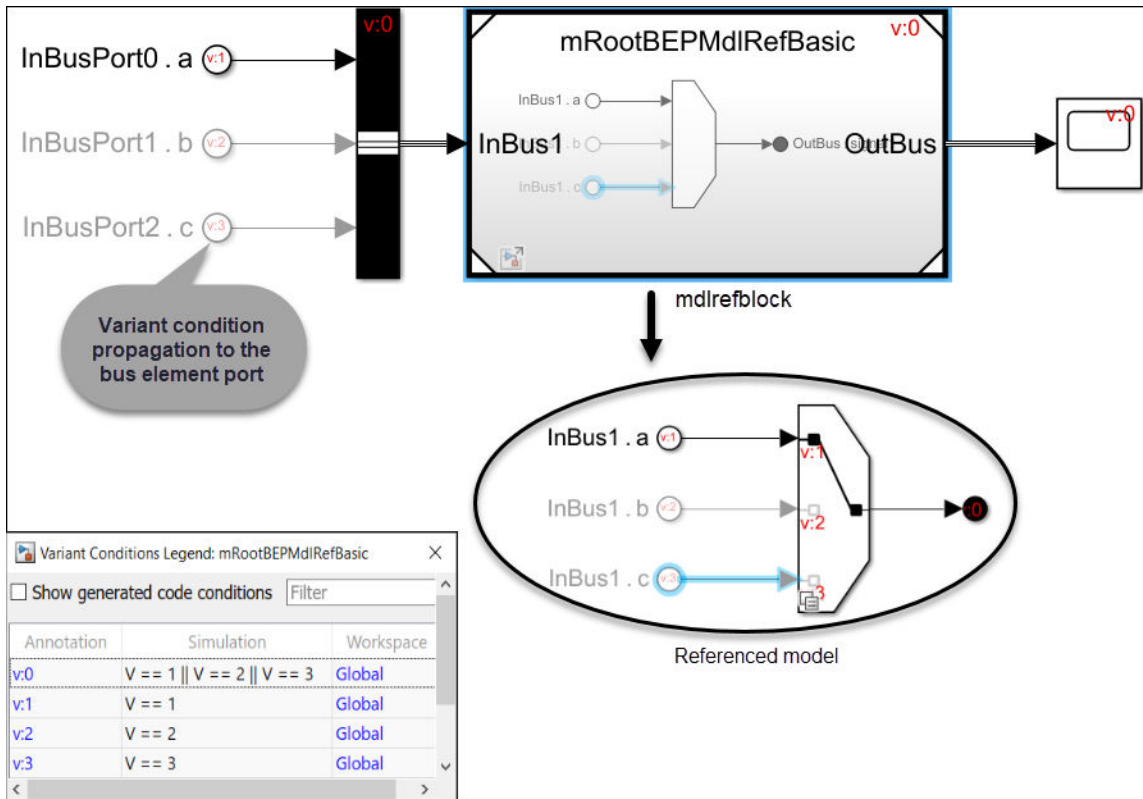 v:0
InBusPort0 . a v:1
InBusPort1 . b v:2
InBusPort2 . c v:3
mRootBEPMdlRefBasic v:0
InBus1 . a
InBus1 . b
InBus1 . c
InBus1
OutBus
OutBus
v:0
Variant condition
propagation to the
bus element port
mdlrefblock
InBus1 . a v:1 v:1
InBus1 . b v:2 v:2
:0
InBus1 . c v:3 3
Referenced model
Variant Conditions Legend: mRootBEPMdlRefBasic
Show generated code conditions Filter
Annotation Simulation Workspace
v:0 V == 1 || V == 2 || V == 3 Global
v:1 V == 1 Global
v:2 V == 2 Global
v:3 V == 3 Global